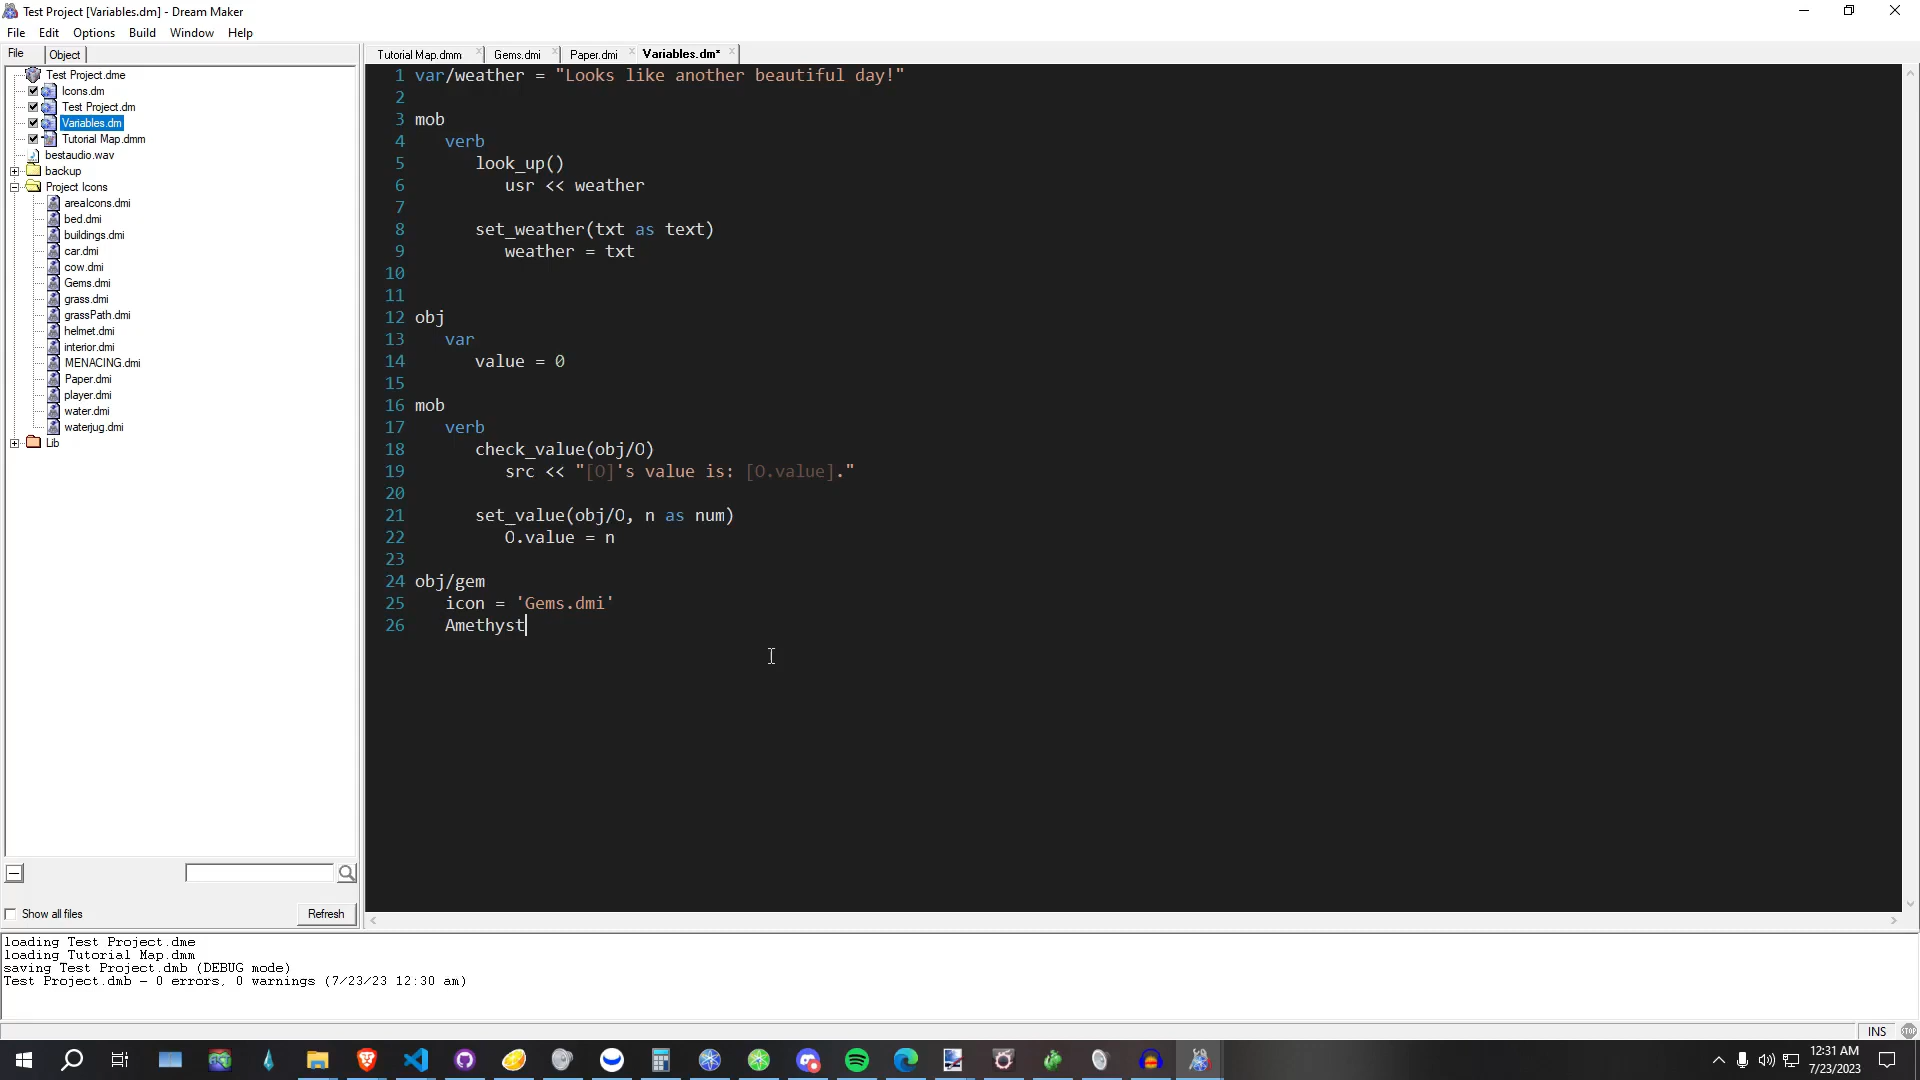 Test Project [Variables.dm] - Dream Maker
File Edit Options Build Window Help
File Object
Tutorial Map.dmm Gems.dmi Paper.dmi Variables.dm*
Test Project.dme
Icons.dm
Test Project.dm
Variables.dm
Tutorial Map.dmm
bestaudio.wav
backup
Project Icons
areaIcons.dmi
bed.dmi
buildings.dmi
car.dmi
cow.dmi
Gems.dmi
grass.dmi
grassPath.dmi
helmet.dmi
interior.dmi
MENACING.dmi
Paper.dmi
player.dmi
water.dmi
waterjug.dmi
Lib
Show all files Refresh
1 var/weather = "Looks like another beautiful day!"
2
3 mob
4 verb
5 look_up()
6 usr << weather
7
8 set_weather(txt as text)
9 weather = txt
10
11
12 obj
13 var
14 value = 0
15
16 mob
17 verb
18 check_value(obj/O)
19 src << "[O]'s value is: [O.value]."
20
21 set_value(obj/O, n as num)
22 O.value = n
23
24 obj/gem
25 icon = 'Gems.dmi'
26 Amethyst
loading Test Project.dme
loading Tutorial Map.dmm
saving Test Project.dmb (DEBUG mode)
Test Project.dmb - 0 errors, 0 warnings (7/23/23 12:30 am)
INS
STOP
12:31 AM
7/23/2023